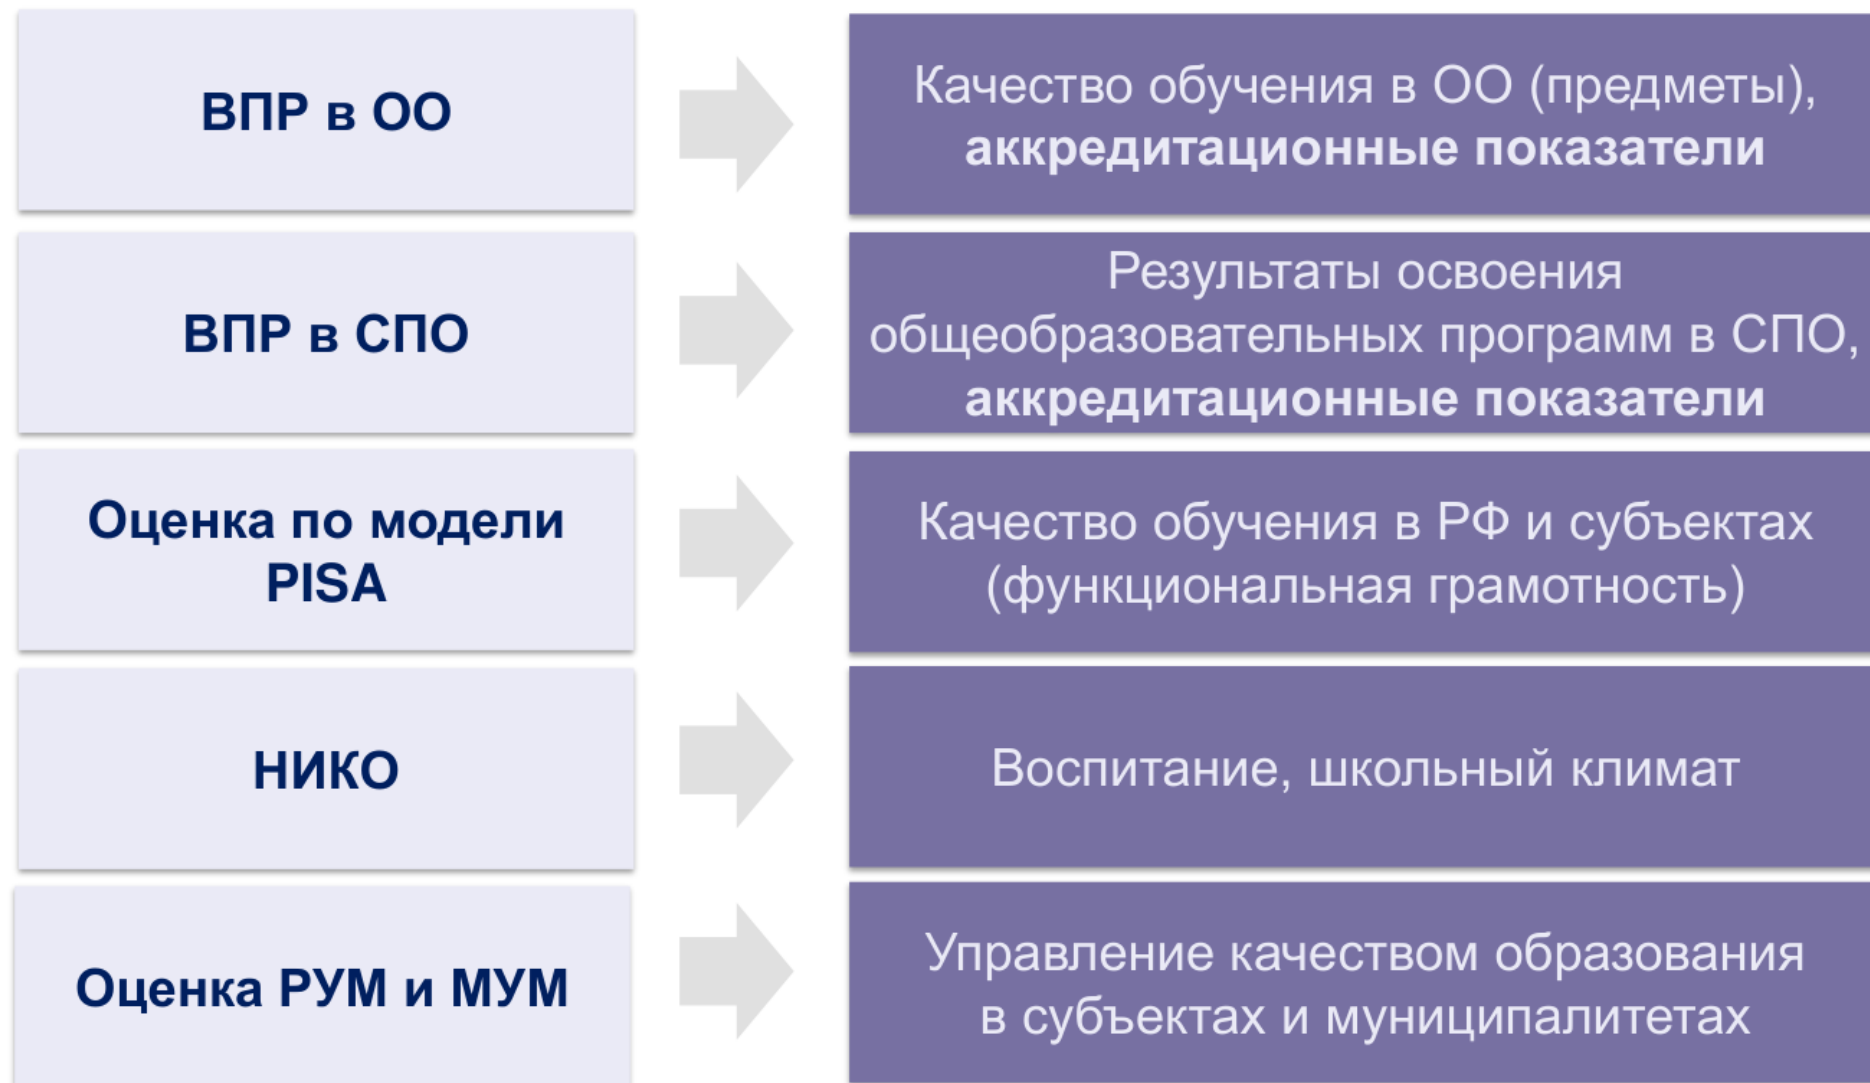 ВПР в ОО
Качество обучения в ОО (предметы),
аккредитационные показатели
ВПР в СПО
Результаты освоения
общеобразовательных программ в СПО,
аккредитационные показатели
Оценка по модели
PISA
Качество обучения в РФ и субъектах
(функциональная грамотность)
НИКО
Воспитание, школьный климат
Оценка РУМ и МУМ
Управление качеством образования
в субъектах и муниципалитетах